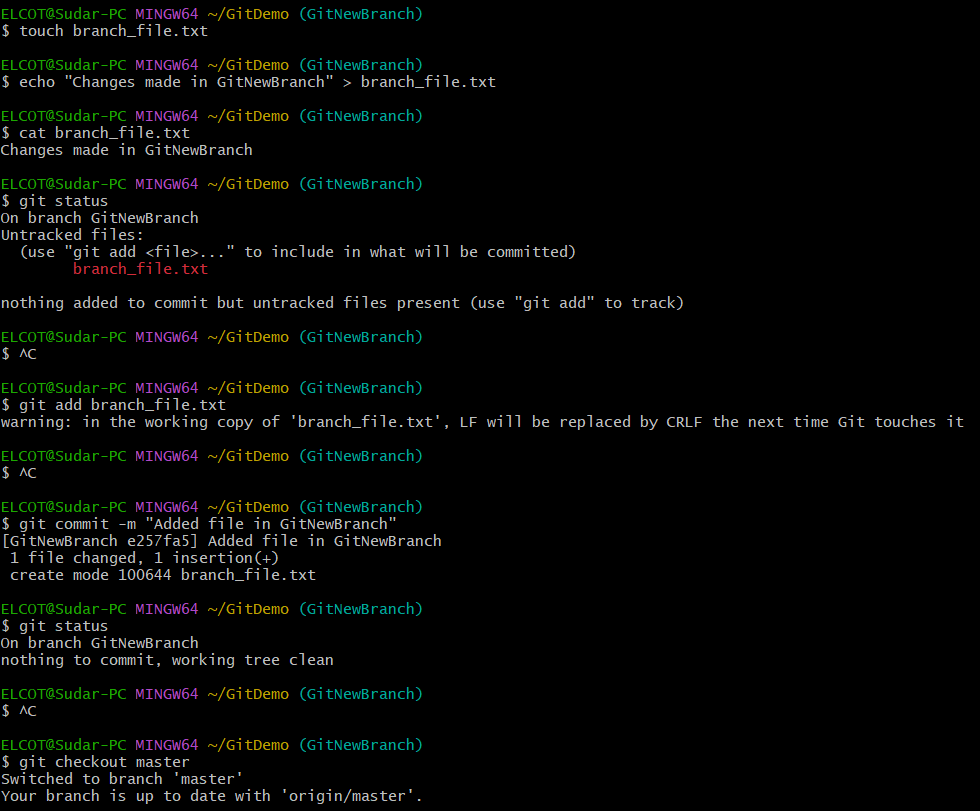 ELCOT@Sudar-PC MINGW64 ~/GitDemo (GitNewBranch)
$ touch branch_file.txt
ELCOT@Sudar-PC MINGW64 ~/GitDemo (GitNewBranch)
$ echo "Changes made in GitNewBranch" > branch_file.txt
ELCOT@Sudar-PC MINGW64 ~/GitDemo (GitNewBranch)
$ cat branch_file.txt
Changes made in GitNewBranch
ELCOT@Sudar-PC MINGW64 ~/GitDemo (GitNewBranch)
$ git status
On branch GitNewBranch
Untracked files:
  (use "git add <file>..." to include in what will be committed)
        branch_file.txt
nothing added to commit but untracked files present (use "git add" to track)
ELCOT@Sudar-PC MINGW64 ~/GitDemo (GitNewBranch)
$ ^C
ELCOT@Sudar-PC MINGW64 ~/GitDemo (GitNewBranch)
$ git add branch_file.txt
warning: in the working copy of 'branch_file.txt', LF will be replaced by CRLF the next time Git touches it
ELCOT@Sudar-PC MINGW64 ~/GitDemo (GitNewBranch)
$ ^C
ELCOT@Sudar-PC MINGW64 ~/GitDemo (GitNewBranch)
$ git commit -m "Added file in GitNewBranch"
[GitNewBranch e257fa5] Added file in GitNewBranch
 1 file changed, 1 insertion(+)
 create mode 100644 branch_file.txt
ELCOT@Sudar-PC MINGW64 ~/GitDemo (GitNewBranch)
$ git status
On branch GitNewBranch
nothing to commit, working tree clean
ELCOT@Sudar-PC MINGW64 ~/GitDemo (GitNewBranch)
$ ^C
ELCOT@Sudar-PC MINGW64 ~/GitDemo (GitNewBranch)
$ git checkout master
Switched to branch 'master'
Your branch is up to date with 'origin/master'.